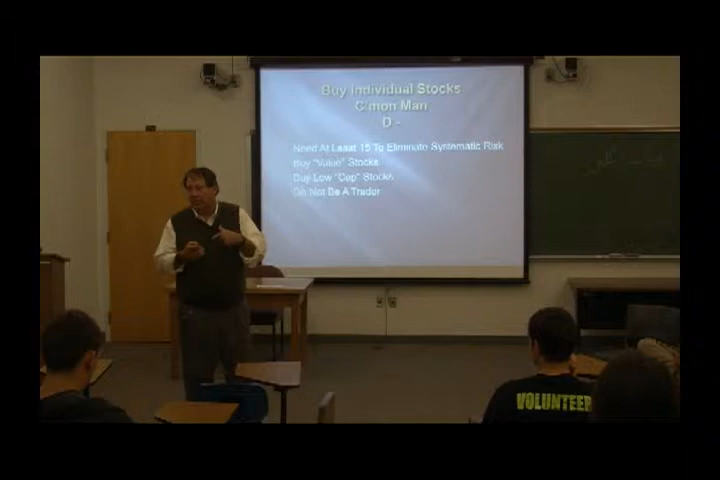 Buy Individual Stocks
C'mon Man
D -
Need At Least 15 To Eliminate Systematic Risk
Buy "Value" Stocks
Buy Low "Cap" Stocks
Do Not Be A Trader
VOLUNTEER